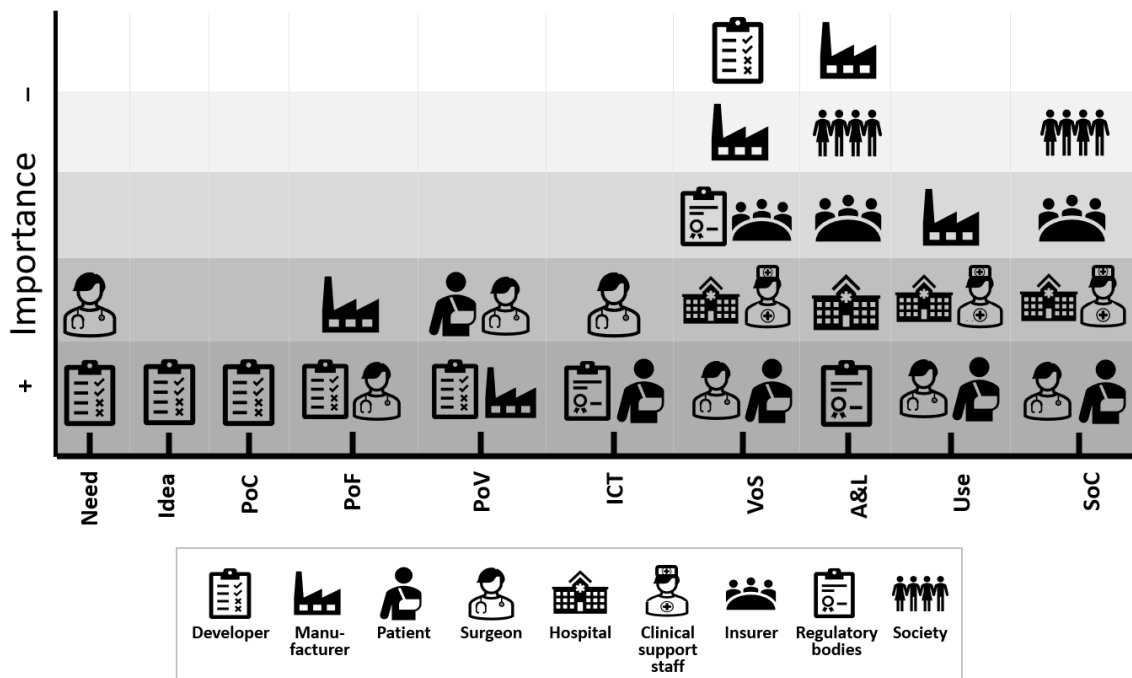 Importance
+
–
Need
Idea
PoC
PoF
PoV
ICT
VoS
A&L
Use
SoC
Developer
Manu-
facturer
Patient
Surgeon
Hospital
Clinical
support
staff
Insurer
Regulatory
bodies
Society